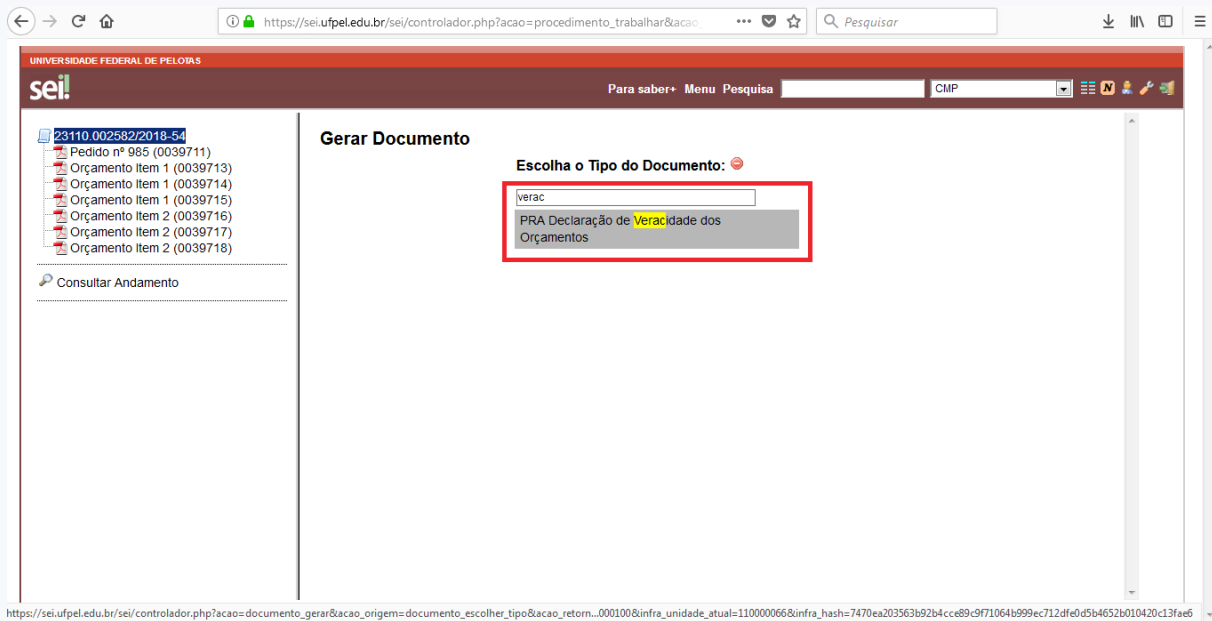 https://sei.ufpel.edu.br/sei/controlador.php?acao=procedimento_trabalhar&acao_
Pesquisar
UNIVERSIDADE FEDERAL DE PELOTAS
sei!
Para saber+ Menu Pesquisa
CMP
23110.002582/2018-54
Pedido nº 985 (0039711)
Orçamento Item 1 (0039713)
Orçamento Item 1 (0039714)
Orçamento Item 1 (0039715)
Orçamento Item 2 (0039716)
Orçamento Item 2 (0039717)
Orçamento Item 2 (0039718)
Consultar Andamento
Gerar Documento
Escolha o Tipo do Documento:
verac
PRA Declaração de Veracidade dos
Orçamentos
https://sei.ufpel.edu.br/sei/controlador.php?acao=documento_gerar&acao_origem=documento_escolher_tipo&acao_retorn...000100&infra_unidade_atual=110000066&infra_hash=7470ea203563b92b4cce89c9f71064b999ec712dfe0d5b4652b010420c13fae6